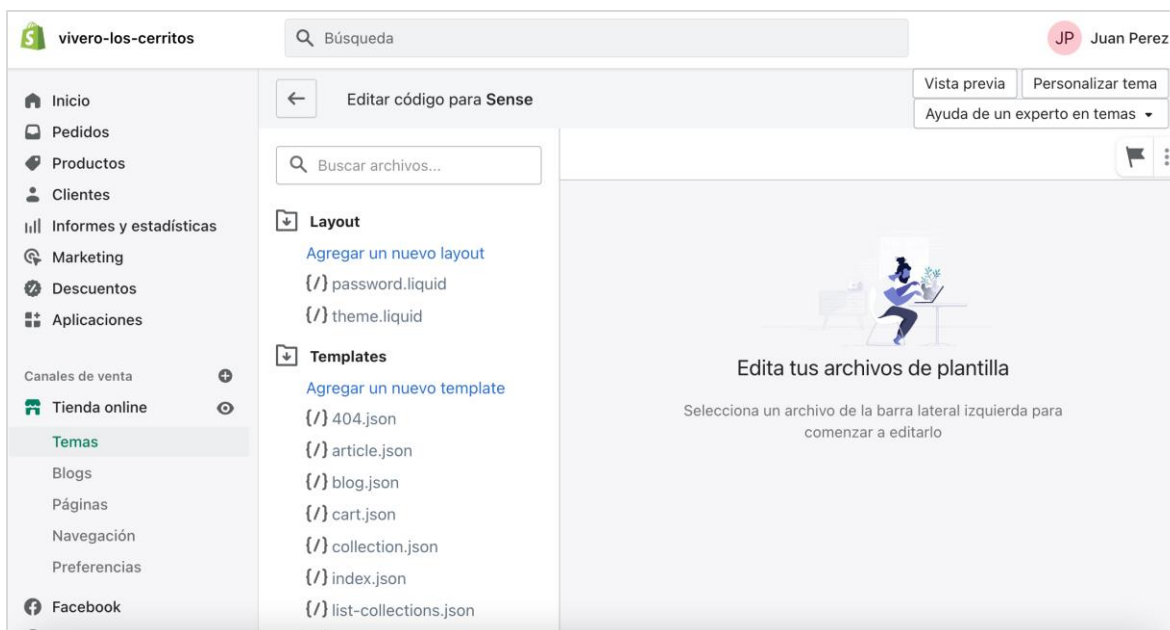 vivero-los-cerritos
Búsqueda
JP Juan Perez
Inicio
Pedidos
Productos
Clientes
Informes y estadísticas
Marketing
Descuentos
Aplicaciones
Canales de venta
Tienda online
Temas
Blogs
Páginas
Navegación
Preferencias
Facebook
Editar código para Sense
Vista previa
Personalizar tema
Ayuda de un experto en temas
Buscar archivos...
Layout
Agregar un nuevo layout
{/} password.liquid
{/} theme.liquid
Templates
Agregar un nuevo template
{/} 404.json
{/} article.json
{/} blog.json
{/} cart.json
{/} collection.json
{/} index.json
{/} list-collections.json
Edita tus archivos de plantilla
Selecciona un archivo de la barra lateral izquierda para
comenzar a editarlo